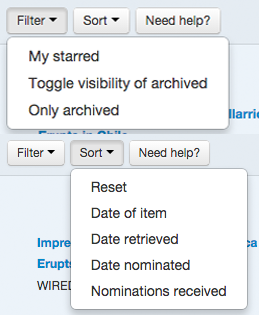 Filter Sort Need help?
My starred
Toggle visibility of archived
Only archived
Filter Sort Need help?
Reset
Date of item
Date retrieved
Date nominated
Nominations received
Erupts
WIRED